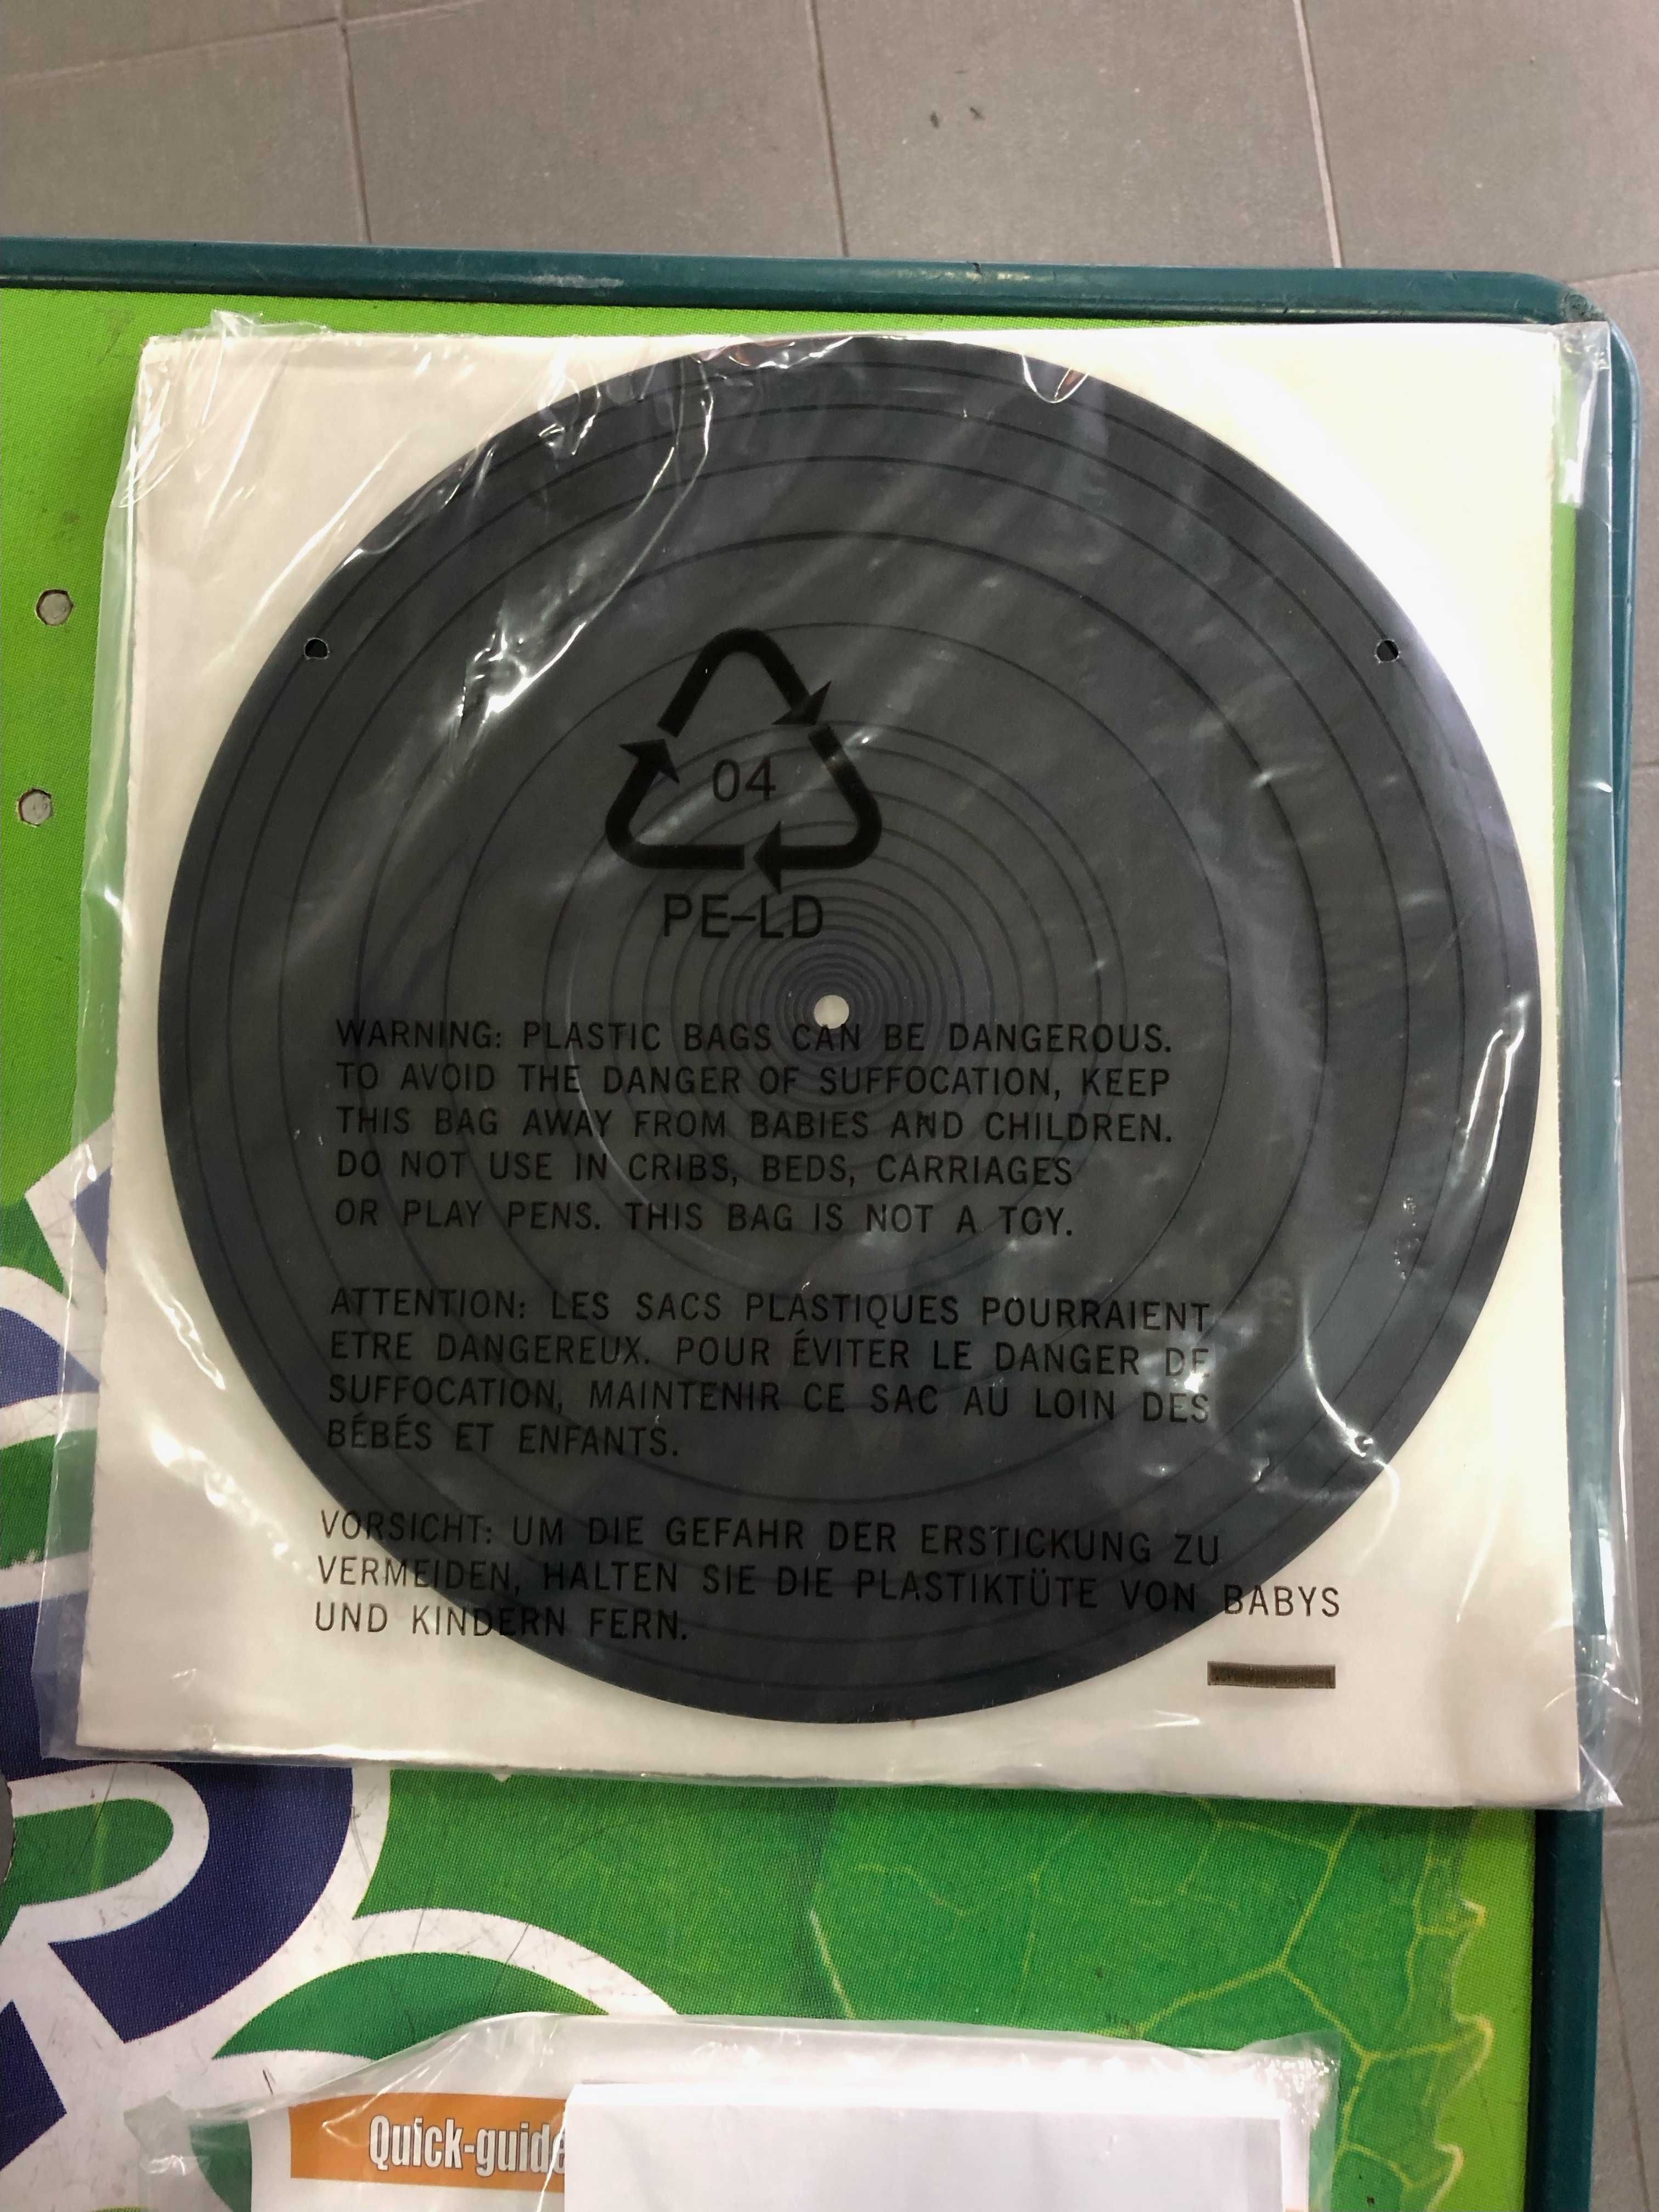 04
PE-LD
WARNING: PLASTIC BAGS CAN BE DANGEROUS.
TO AVOID THE DANGER OF SUFFOCATION, KEEP
THIS BAG AWAY FROM BABIES AND CHILDREN.
DO NOT USE IN CRIBS, BEDS, CARRIAGES
OR PLAY PENS. THIS BAG IS NOT A TOY.
ATTENTION: LES SACS PLASTIQUES POURRAIENT
ETRE DANGEREUX. POUR ÉVITER LE DANGER DE
SUFFOCATION, MAINTENIR CE SAC AU LOIN DES
BÉBÉS ET ENFANTS.
VORSICHT: UM DIE GEFAHR DER ERSTICKUNG ZU
VERMEIDEN, HALTEN SIE DIE PLASTIKTÜTE VON BABYS
UND KINDERN FERN.
Quick-guide